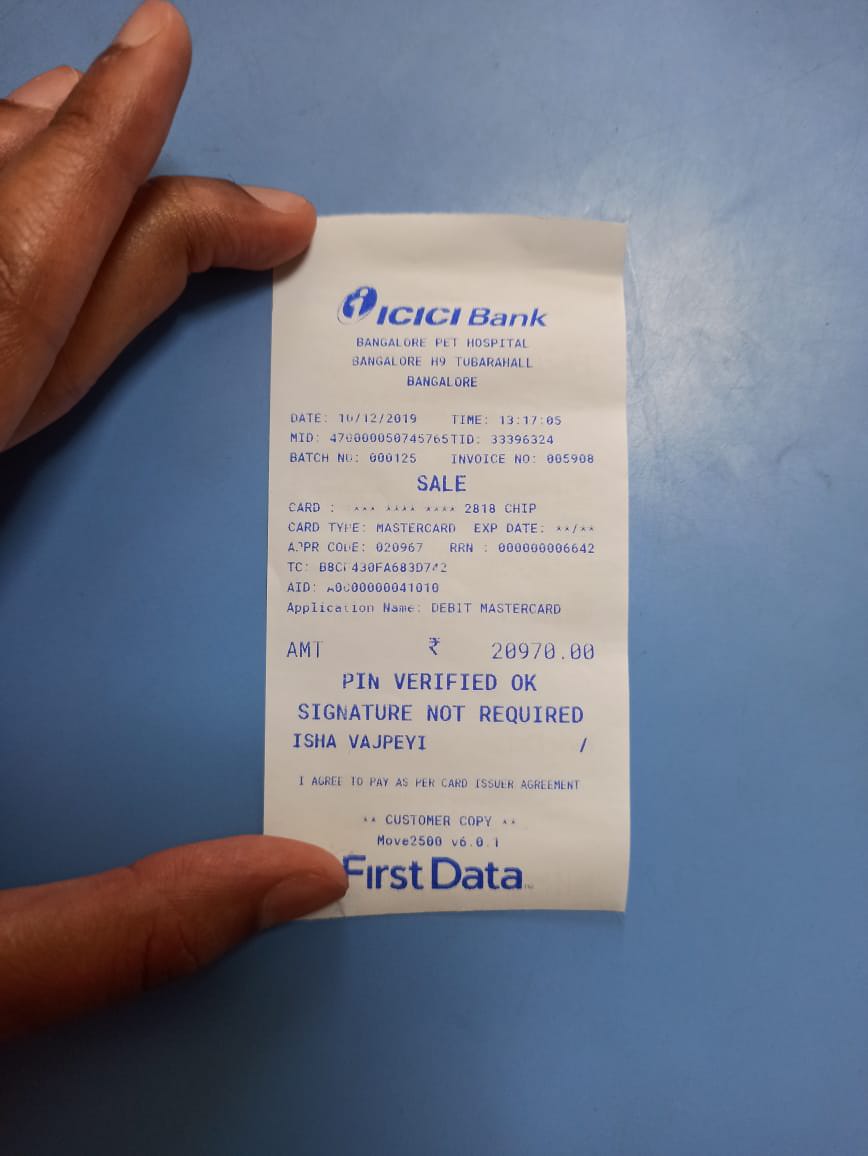 ICICI Bank
BANGALORE PET HOSPITAL
BANGALORE H9 TUBARAHALL
BANGALORE
DATE: 10/12/2019 TIME: 13:17:05
MID: 470000050745765TID: 33396324
BATCH NO: 000125 INVOICE NO: 005908
SALE
CARD : *** **** **** 2818 CHIP
CARD TYPE: MASTERCARD EXP DATE: **/**
APPR CODE: 020967 RRN : 000000006642
TC:
AID: A0000000041010
Application Name: DEBIT MASTERCARD
AMT ₹ 20970.00
PIN VERIFIED OK
SIGNATURE NOT REQUIRED
ISHA VAJPEYI /
I AGREE TO PAY AS PER CARD ISSUER AGREEMENT
** CUSTOMER COPY **
Move2500 v6.0.1
First Data